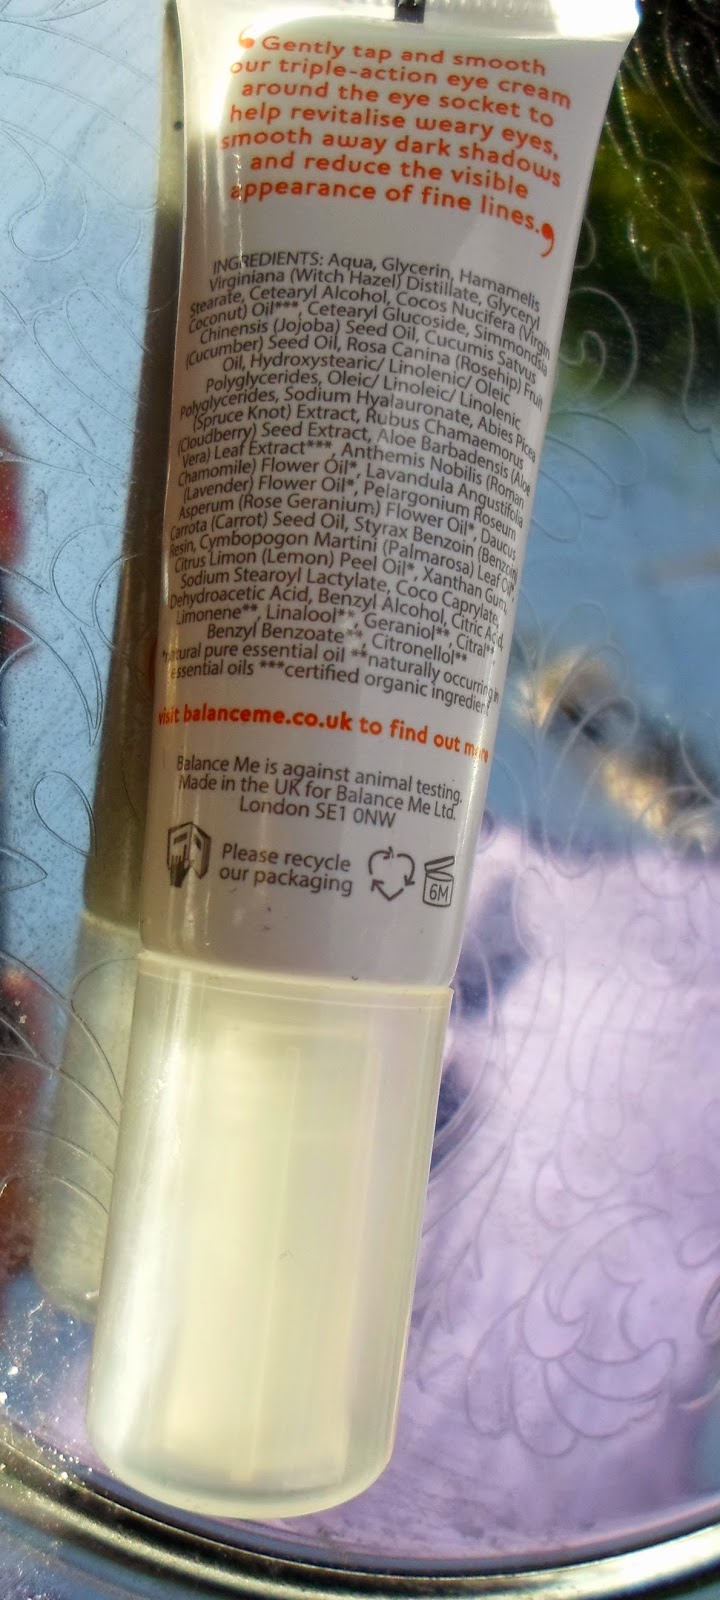 ‘Gently tap and smooth
our triple-action eye cream
around the eye socket to
help revitalise weary eyes,
smooth away dark shadows
and reduce the visible
appearance of fine lines.’
INGREDIENTS: Aqua, Glycerin, Hamamelis
Virginiana (Witch Hazel) Distillate, Glyceryl
Stearate, Cetearyl Alcohol, Cocos Nucifera (Virgin
Coconut) Oil***, Cetearyl Glucoside, Simmondsia
Chinensis (Jojoba) Seed Oil, Cucumis Satvus
(Cucumber) Seed Oil, Rosa Canina (Rosehip) Fruit
Oil, Hydroxystearic/ Linolenic/ Oleic
Polyglycerides, Oleic/ Linoleic/ Linolenic
Polyglycerides, Sodium Hyaluronate, Abies Picea
(Spruce Knot) Extract, Rubus Chamaemorus
(Cloudberry) Seed Extract, Aloe Barbadensis (Aloe
Vera) Leaf Extract***, Anthemis Nobilis (Roman
Chamomile) Flower Oil*, Lavandula Angustifolia
(Lavender) Flower Oil*, Pelargonium Roseum
Asperum (Rose Geranium) Flower Oil*, Daucus
Carota (Carrot) Seed Oil, Styrax Benzoin (Benzoin)
Resin, Cymbopogon Martini (Palmarosa) Leaf Oil*,
Citrus Limon (Lemon) Peel Oil*, Xanthan Gum,
Sodium Stearoyl Lactylate, Coco Caprylate,
Dehydroacetic Acid, Benzyl Alcohol, Citric Acid,
Limonene**, Linalool**, Geraniol**, Citral**,
Benzyl Benzoate**, Citronellol**
*natural pure essential oil **naturally occurring in
essential oils ***certified organic ingredient
visit balanceme.co.uk to find out more
Balance Me is against animal testing.
Made in the UK for Balance Me Ltd.
London SE1 0NW
Please recycle
our packaging
6M